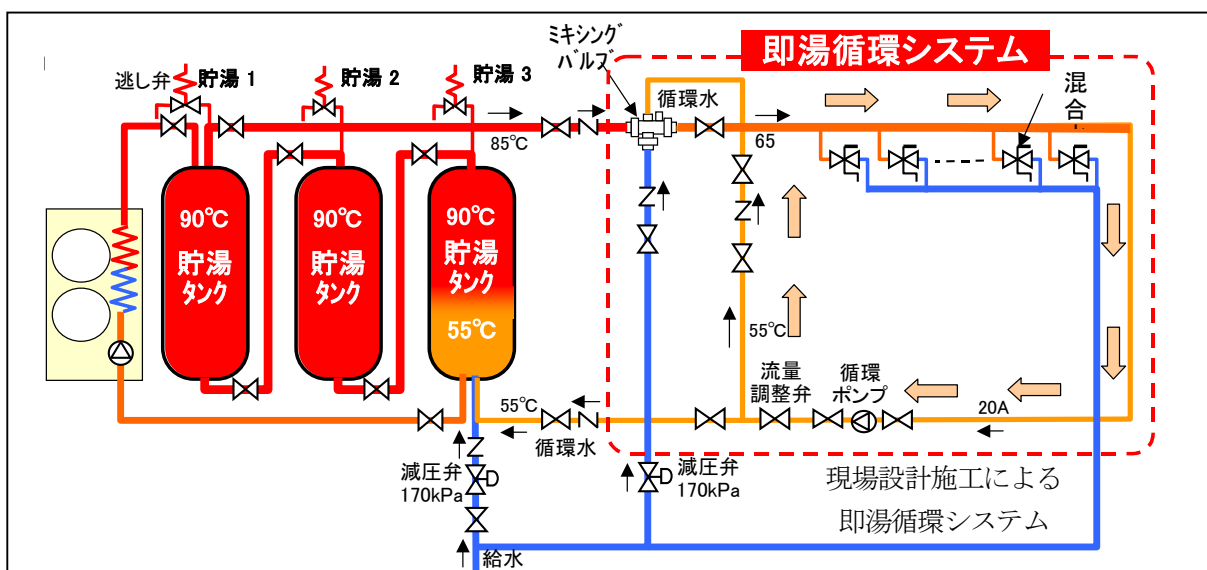 ミキシング
バルブ
即湯循環システム
逃し弁
貯湯 1
貯湯 2
貯湯 3
循環水
混
合
85℃
65
90℃
貯湯
タンク
90℃
貯湯
タンク
90℃
貯湯
タンク
55℃
55℃
流量
調整弁
循環
ポンプ
20A
55℃
循環水
減圧弁
170kPa
減圧弁
170kPa
現場設計施工による
即湯循環システム
給水